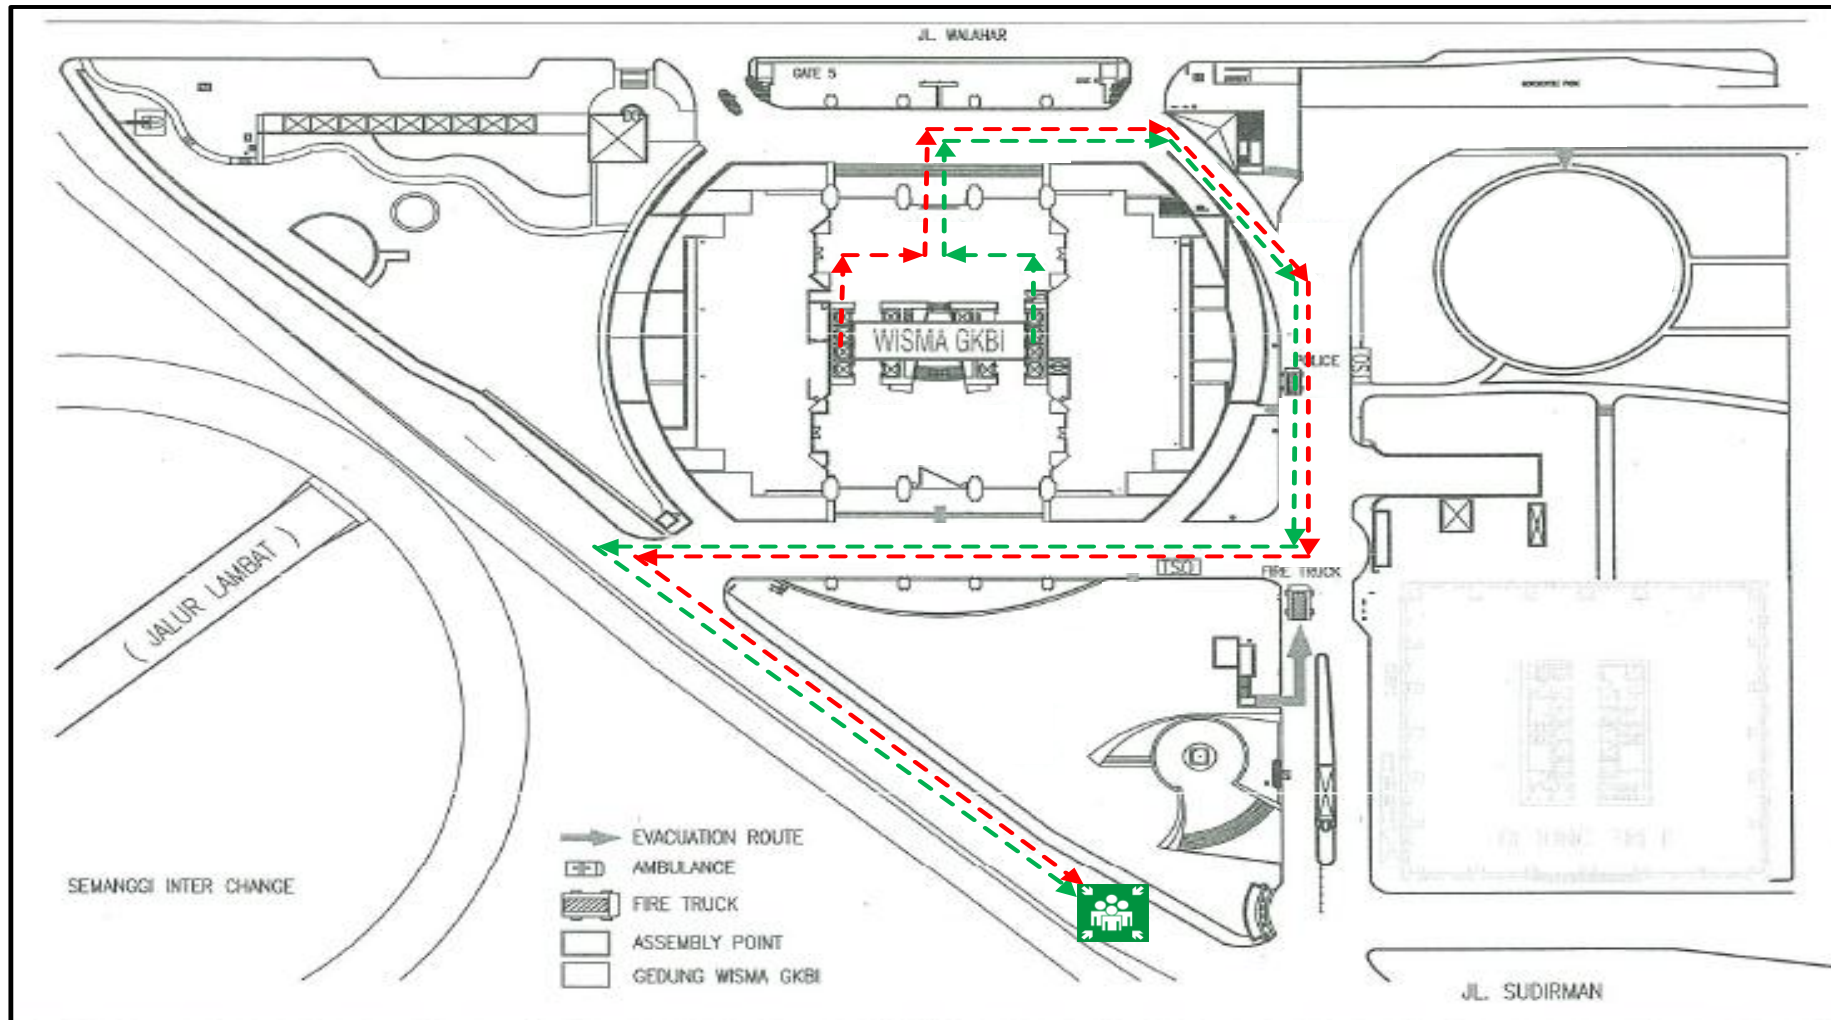 JL. WALAHAR
GATE 5
WISMA GKBI
POLICE
FIRE TRUCK
( JALUR LAMBAT )
EVACUATION ROUTE
AMBULANCE
FIRE TRUCK
ASSEMBLY POINT
GEDUNG WISMA GKBI
SEMANGGI INTER CHANGE
JL. SUDIRMAN